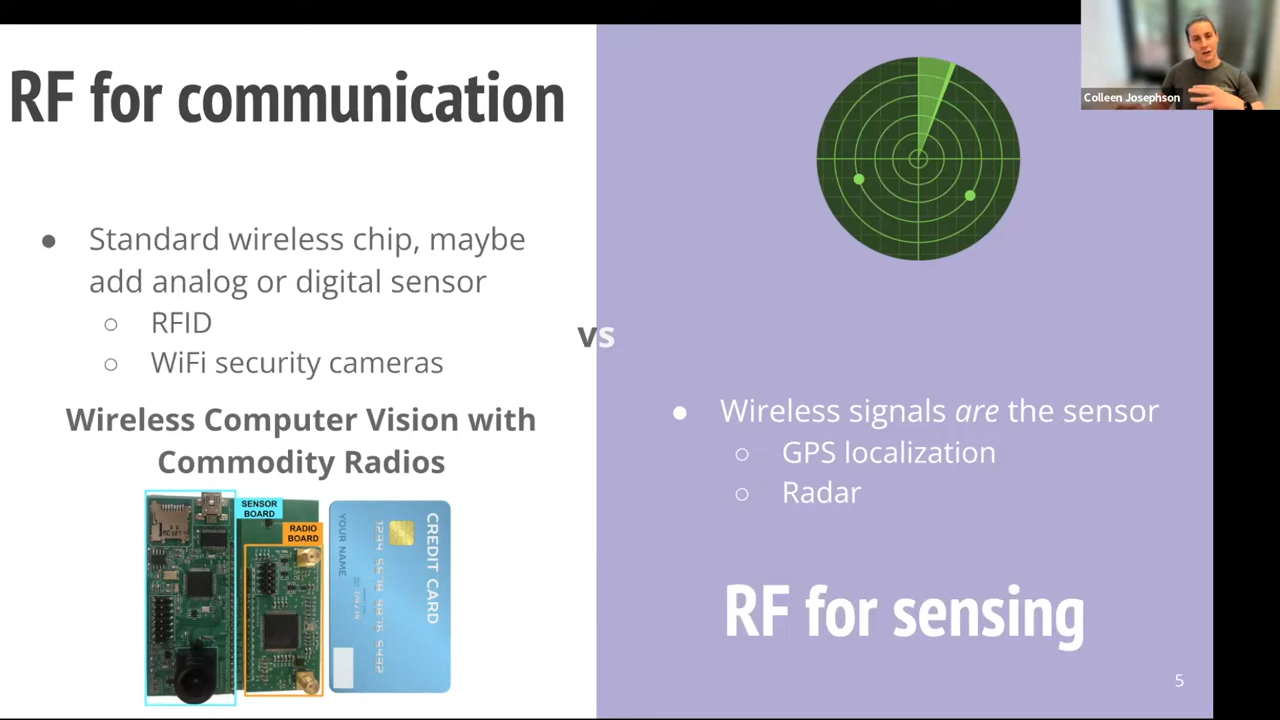 RF for communication
● Standard wireless chip, maybe
add analog or digital sensor
○ RFID
○ WiFi security cameras
Wireless Computer Vision with
Commodity Radios
SENSOR
BOARD
RADIO
BOARD
CREDIT CARD
YOUR NAME
vs
Colleen Josephson
● Wireless signals are the sensor
○ GPS localization
○ Radar
RF for sensing
5